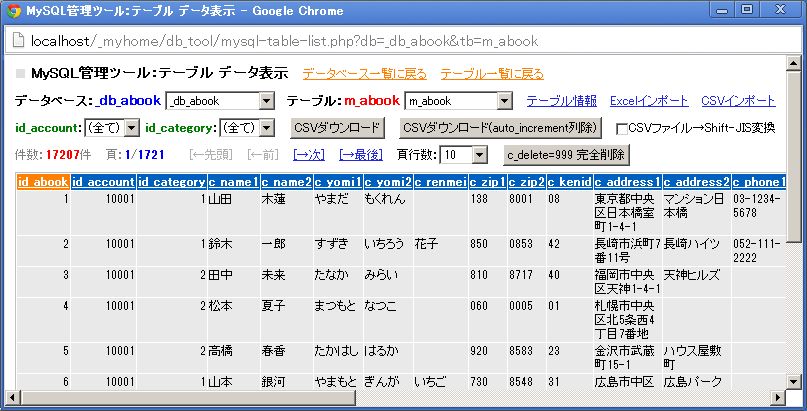 MySQL管理ツール：テーブル データ表示 - Google Chrome
localhost/_myhome/db_tool/mysql-table-list.php?db=_db_abook&tb=m_abook
MySQL管理ツール：テーブル データ表示 データベース一覧に戻る テーブル一覧に戻る
データベース：_db_abook _db_abook テーブル：m_abook m_abook テーブル情報 Excelインポート CSVインポート
id_account: (全て) id_category: (全て) CSVダウンロード CSVダウンロード(auto_increment列除) CSVファイル→Shift-JIS変換
件数: 17207件 頁: 1/1721 [←先頭] [←前] [→次] [→最後] 頁行数: 10 c_delete=999 完全削除
id_abook id_account id_category c_name1 c_name2 c_yomi1 c_yomi2 c_renmei c_zip1 c_zip2 c_kenid c_address1 c_address2 c_phone1
1 10001 1 山田 木蓮 やまだ もくれん 138 8001 08 東京都中央 マンション日 03-1234-
区日本橋室 本橋 5678
町1-4-1
2 10001 1 鈴木 一郎 すずき いちろう 花子 850 0853 42 長崎市浜町7 長崎ハイツ 052-111-
番11号 2222
3 10001 2 田中 未来 たなか みらい 810 8717 40 福岡市中央 天神ヒルズ
区天神1-4-1
4 10001 2 松本 夏子 まつもと なつこ 060 0005 01 札幌市中央
区北5条西4
丁目7番地
5 10001 2 高橋 春香 たかはし はるか 920 8583 23 金沢市武蔵 ハウス屋敷
町15-1 町
6 10001 1 山本 銀河 やまもと ぎんが いちご 730 8548 31 広島市中区 広島パーク